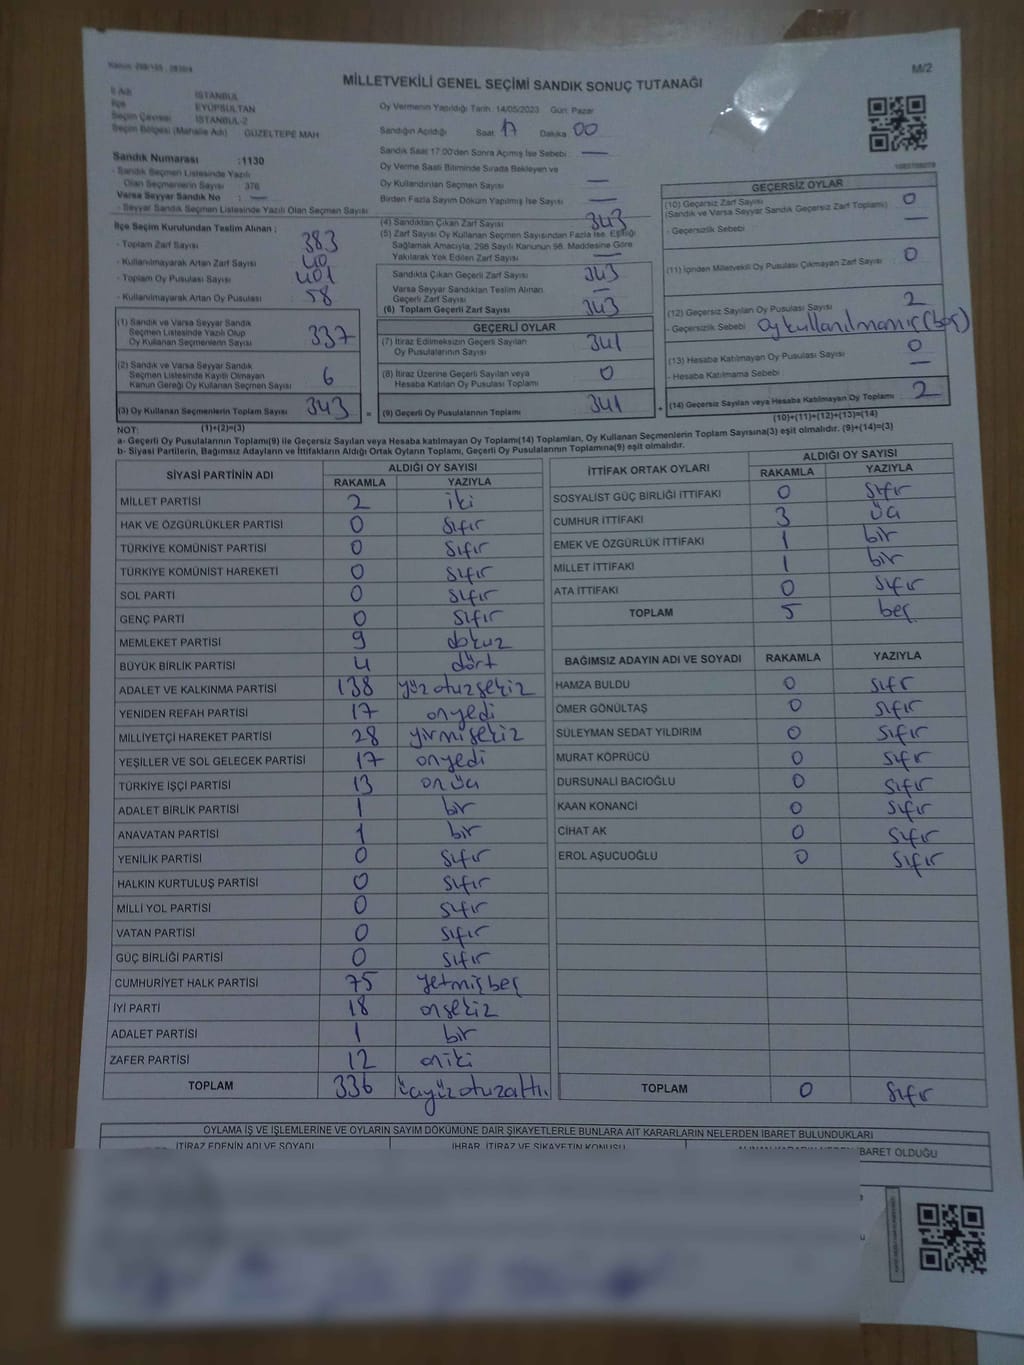 M/2
MİLLETVEKİLİ GENEL SEÇİMİ SANDIK SONUÇ TUTANAĞI
İl Adı İSTANBUL
İlçe EYÜPSULTAN
Seçim Çevresi İSTANBUL-2
Seçim Bölgesi (Mahalle Adı) GÜZELTEPE MAH
Oy Vermenin Yapıldığı Tarih :14/05/2023 Gün: Pazar
Sandığın Açıldığı Saat 17 Dakika 00
Sandık Saat 17:00'den Sonra Açılmış İse Sebebi —
Oy Verme Saati Bitiminde Sırada Bekleyen ve
Oy Kullandırılan Seçmen Sayısı —
Birden Fazla Sayım Döküm Yapılmış İse Sayısı —
Sandık Numarası :1130
- Sandık Seçmen Listesinde Yazılı
Olan Seçmenlerin Sayısı 376
Varsa Seyyar Sandık No : —
- Seyyar Sandık Seçmen Listesinde Yazılı Olan Seçmen Sayısı
İlçe Seçim Kurulundan Teslim Alınan ;
- Toplam Zarf Sayısı 383
- Kullanılmayarak Artan Zarf Sayısı 40
- Toplam Oy Pusulası Sayısı 401
- Kullanılmayarak Artan Oy Pusulası 58
(1) Sandık ve Varsa Seyyar Sandık
Seçmen Listesinde Yazılı Olup
Oy Kullanan Seçmenlerin Sayısı 337
(2) Sandık ve Varsa Seyyar Sandık
Seçmen Listesinde Kayıtlı Olmayan
Kanun Gereği Oy Kullanan Seçmen Sayısı 6
(3) Oy Kullanan Seçmenlerin Toplam Sayısı 343 =
(1)+(2)=(3)
(4) Sandıktan Çıkan Zarf Sayısı 343
(5) Zarf Sayısı Oy Kullanan Seçmen Sayısından Fazla İse, Eşitliği
Sağlamak Amacıyla, 298 Sayılı Kanunun 98. Maddesine Göre
Yakılarak Yok Edilen Zarf Sayısı —
Sandıkta Çıkan Geçerli Zarf Sayısı 343
Varsa Seyyar Sandıktan Teslim Alınan
Geçerli Zarf Sayısı —
(6) Toplam Geçerli Zarf Sayısı 343
GEÇERLİ OYLAR
(7) İtiraz Edilmeksizin Geçerli Sayılan
Oy Pusulalarının Sayısı 341
(8) İtiraz Üzerine Geçerli Sayılan veya
Hesaba Katılan Oy Pusulası Toplamı 0
(9) Geçerli Oy Pusulalarının Toplamı 341 +
GEÇERSİZ OYLAR
(10) Geçersiz Zarf Sayısı
(Sandık ve Varsa Seyyar Sandık Geçersiz Zarf Toplamı) 0
- Geçersizlik Sebebi : —
(11) İçinden Milletvekili Oy Pusulası Çıkmayan Zarf Sayısı 0
(12) Geçersiz Sayılan Oy Pusulası Sayısı 2
- Geçersizlik Sebebi oy kullanılmamış (boş)
(13) Hesaba Katılmayan Oy Pusulası Sayısı 0
- Hesaba Katılmama Sebebi —
(14) Geçersiz Sayılan veya Hesaba Katılmayan Oy Toplamı 2
(10)+(11)+(12)+(13)=(14)
NOT:
a- Geçerli Oy Pusulalarının Toplamı(9) ile Geçersiz Sayılan veya Hesaba katılmayan Oy Toplamı(14) Toplamları, Oy Kullanan Seçmenlerin Toplam Sayısına(3) eşit olmalıdır. (9)+(14)=(3)
b- Siyasi Partilerin, Bağımsız Adayların ve İttifakların Aldığı Ortak Oyların Toplamı, Geçerli Oy Pusulalarının Toplamına(9) eşit olmalıdır.
SİYASİ PARTİNİN ADI ALDIĞI OY SAYISI
RAKAMLA YAZIYLA
MİLLET PARTİSİ 2 iki
HAK VE ÖZGÜRLÜKLER PARTİSİ 0 sıfır
TÜRKİYE KOMÜNİST PARTİSİ 0 sıfır
TÜRKİYE KOMÜNİST HAREKETİ 0 sıfır
SOL PARTİ 0 sıfır
GENÇ PARTİ 0 sıfır
MEMLEKET PARTİSİ 9 dokuz
BÜYÜK BİRLİK PARTİSİ 4 dört
ADALET VE KALKINMA PARTİSİ 138 yüzotuzsekiz
YENİDEN REFAH PARTİSİ 17 onyedi
MİLLİYETÇİ HAREKET PARTİSİ 28 yirmisekiz
YEŞİLLER VE SOL GELECEK PARTİSİ 17 onyedi
TÜRKİYE İŞÇİ PARTİSİ 13 onüç
ADALET BİRLİK PARTİSİ 1 bir
ANAVATAN PARTİSİ 1 bir
YENİLİK PARTİSİ 0 sıfır
HALKIN KURTULUŞ PARTİSİ 0 sıfır
MİLLİ YOL PARTİSİ 0 sıfır
VATAN PARTİSİ 0 sıfır
GÜÇ BİRLİĞİ PARTİSİ 0 sıfır
CUMHURİYET HALK PARTİSİ 75 yetmişbeş
İYİ PARTİ 18 onsekiz
ADALET PARTİSİ 1 bir
ZAFER PARTİSİ 12 oniki
TOPLAM 336 üçyüzotuzaltı
İTTİFAK ORTAK OYLARI ALDIĞI OY SAYISI
RAKAMLA YAZIYLA
SOSYALİST GÜÇ BİRLİĞİ İTTİFAKI 0 sıfır
CUMHUR İTTİFAKI 3 üç
EMEK VE ÖZGÜRLÜK İTTİFAKI 1 bir
MİLLET İTTİFAKI 1 bir
ATA İTTİFAKI 0 sıfır
TOPLAM 5 beş
BAĞIMSIZ ADAYIN ADI VE SOYADI RAKAMLA YAZIYLA
HAMZA BULDU 0 sıfır
ÖMER GÖNÜLTAŞ 0 sıfır
SÜLEYMAN SEDAT YILDIRIM 0 sıfır
MURAT KÖPRÜCÜ 0 sıfır
DURSUNALİ BACIOĞLU 0 sıfır
KAAN KONANCİ 0 sıfır
CİHAT AK 0 sıfır
EROL AŞUCUOĞLU 0 sıfır
TOPLAM 0 sıfır
OYLAMA İŞ VE İŞLEMLERİNE VE OYLARIN SAYIM DÖKÜMÜNE DAİR ŞİKAYETLERLE BUNLARA AİT KARARLARIN NELERDEN İBARET BULUNDUKLARI
İTİRAZ EDENİN ADI VE SOYADI İHBAR, İTİRAZ VE ŞİKAYETİN KONUSU
İBARET OLDUĞU